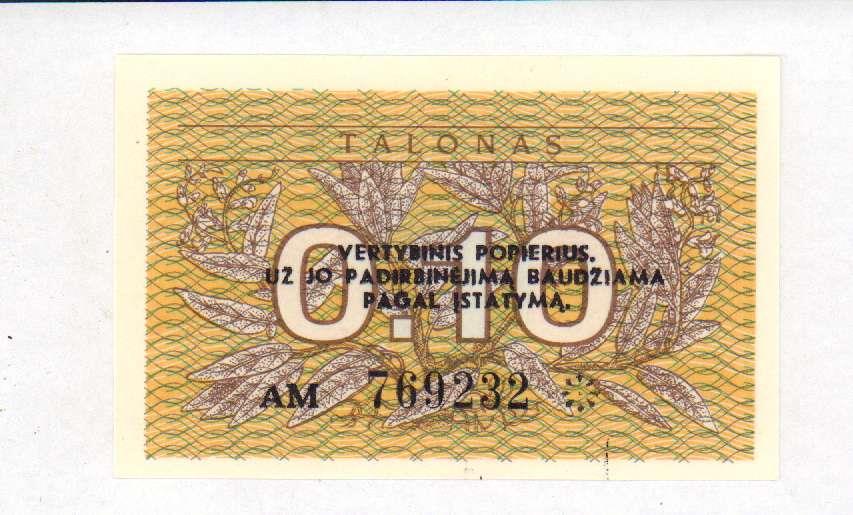 TALONAS
0.10
VERTYBINIS POPIERIUS.
UŽ JO PADIRBINĖJIMĄ BAUDŽIAMA
PAGAL ĮSTATYMĄ.
AM 769232